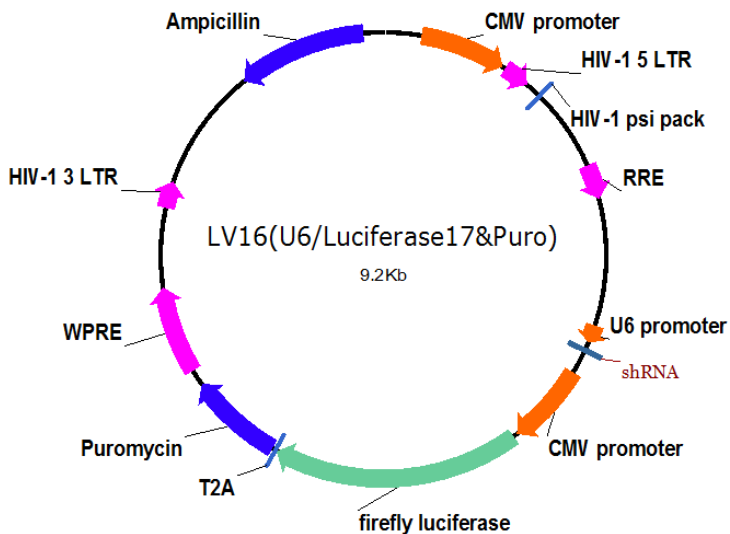 Ampicillin
CMV promoter
HIV-1 5 LTR
HIV-1 psi pack
HIV-1 3 LTR
RRE
LV16(U6/Luciferase17&Puro)
9.2Kb
U6 promoter
WPRE
shRNA
Puromycin
CMV promoter
T2A
firefly luciferase